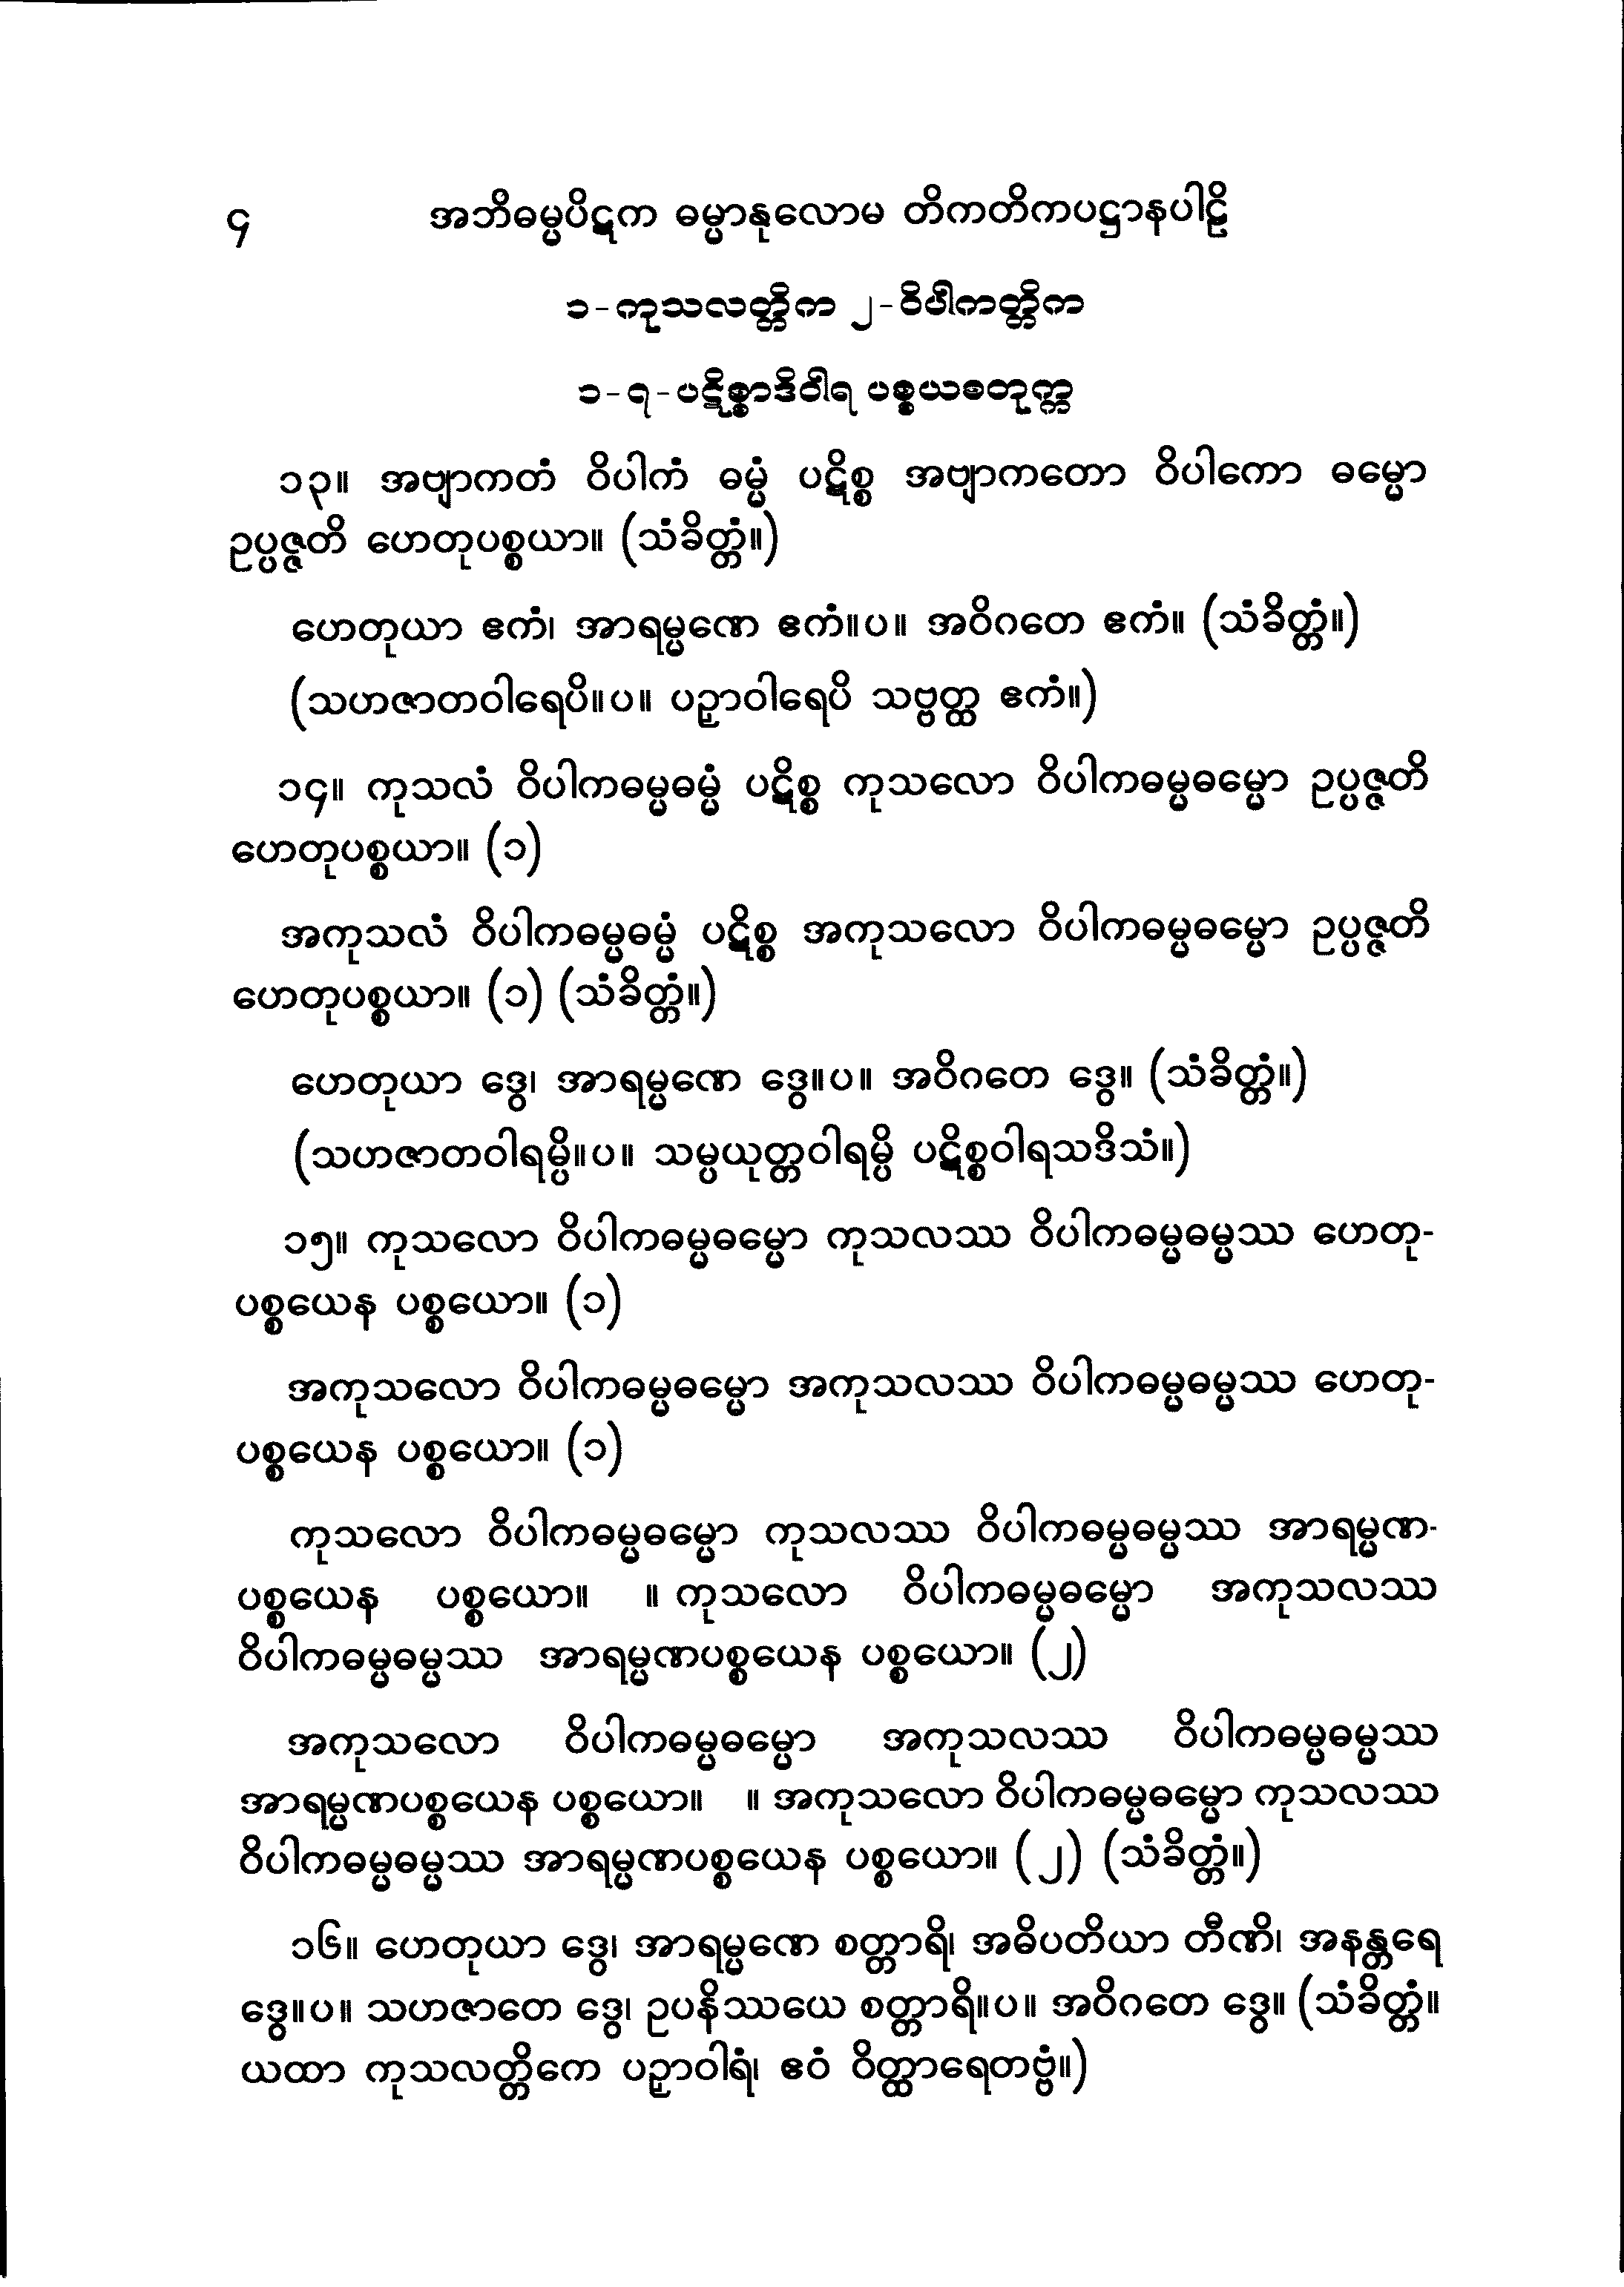 ၄ အဘိဓမ္မပိဋက ဓမ္မာနုလောမ တိကတိကပဋ္ဌာနပါဠိ
၁-ကုသလတ္တိက ၂-ဝိပါကတ္တိက
၁-၇-ပဋိစ္စာဒိဝါရ ပစ္စယစတုက္က
၁၃။ အဗျာကတံ ဝိပါကံ ဓမ္မံ ပဋိစ္စ အဗျာကတော ဝိပါကော ဓမ္မော
ဥပ္ပဇ္ဇတိ ဟေတုပစ္စယာ။ (သံခိတ္တံ။)
ဟေတုယာ ဧကံ၊ အာရမ္မဏေ ဧကံ။ပ။ အဝိဂတေ ဧကံ။ (သံခိတ္တံ။)
(သဟဇာတဝါရေပိ။ပ။ ပဉှာဝါရေပိ သဗ္ဗတ္ထ ဧကံ။)
၁၄။ ကုသလံ ဝိပါကဓမ္မဓမ္မံ ပဋိစ္စ ကုသလော ဝိပါကဓမ္မဓမ္မော ဥပ္ပဇ္ဇတိ
ဟေတုပစ္စယာ။ (၁)
အကုသလံ ဝိပါကဓမ္မဓမ္မံ ပဋိစ္စ အကုသလော ဝိပါကဓမ္မဓမ္မော ဥပ္ပဇ္ဇတိ
ဟေတုပစ္စယာ။ (၁) (သံခိတ္တံ။)
ဟေတုယာ ဒွေ၊ အာရမ္မဏေ ဒွေ။ပ။ အဝိဂတေ ဒွေ။ (သံခိတ္တံ။)
(သဟဇာတဝါရမ္ပိ။ပ။ သမ္ပယုတ္တဝါရမ္ပိ ပဋိစ္စဝါရသဒိသံ။)
၁၅။ ကုသလော ဝိပါကဓမ္မဓမ္မော ကုသလဿ ဝိပါကဓမ္မဓမ္မဿ ဟေတု-
ပစ္စယေန ပစ္စယော။ (၁)
အကုသလော ဝိပါကဓမ္မဓမ္မော အကုသလဿ ဝိပါကဓမ္မဓမ္မဿ ဟေတု-
ပစ္စယေန ပစ္စယော။ (၁)
ကုသလော ဝိပါကဓမ္မဓမ္မော ကုသလဿ ဝိပါကဓမ္မဓမ္မဿ အာရမ္မဏ-
ပစ္စယေန ပစ္စယော။ ။ ကုသလော ဝိပါကဓမ္မဓမ္မော အကုသလဿ
ဝိပါကဓမ္မဓမ္မဿ အာရမ္မဏပစ္စယေန ပစ္စယော။ (၂)
အကုသလော ဝိပါကဓမ္မဓမ္မော အကုသလဿ ဝိပါကဓမ္မဓမ္မဿ
အာရမ္မဏပစ္စယေန ပစ္စယော။ ။ အကုသလော ဝိပါကဓမ္မဓမ္မော ကုသလဿ
ဝိပါကဓမ္မဓမ္မဿ အာရမ္မဏပစ္စယေန ပစ္စယော။ (၂) (သံခိတ္တံ။)
၁၆။ ဟေတုယာ ဒွေ၊ အာရမ္မဏေ စတ္တာရိ၊ အဓိပတိယာ တီဏိ၊ အနန္တရေ
ဒွေ။ပ။ သဟဇာတေ ဒွေ၊ ဥပနိဿယေ စတ္တာရိ။ပ။ အဝိဂတေ ဒွေ။ (သံခိတ္တံ။
ယထာ ကုသလတ္တိကေ ပဉှာဝါရံ၊ ဧဝံ ဝိတ္ထာရေတဗ္ဗံ။)